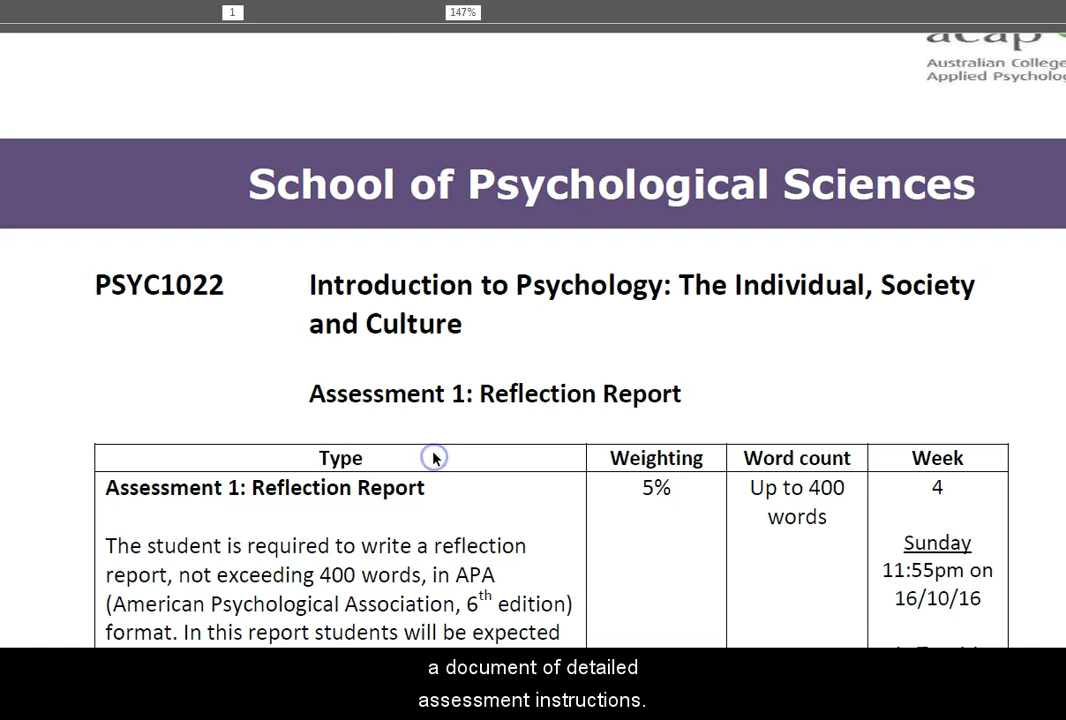 1
147%
acap
Australian College
Applied
School of Psychological Sciences
PSYC1022
Introduction to Psychology: The Individual, Society
and Culture
Assessment 1: Reflection Report
Type
Weighting
Word count
Week
Assessment 1: Reflection Report
5%
Up to 400
words
4
The student is required to write a reflection
report, not exceeding 400 words, in APA
(American Psychological Association, 6th edition)
format. In this report students will be expected
Sunday
11:55pm on
16/10/16
a document of detailed
assessment instructions.